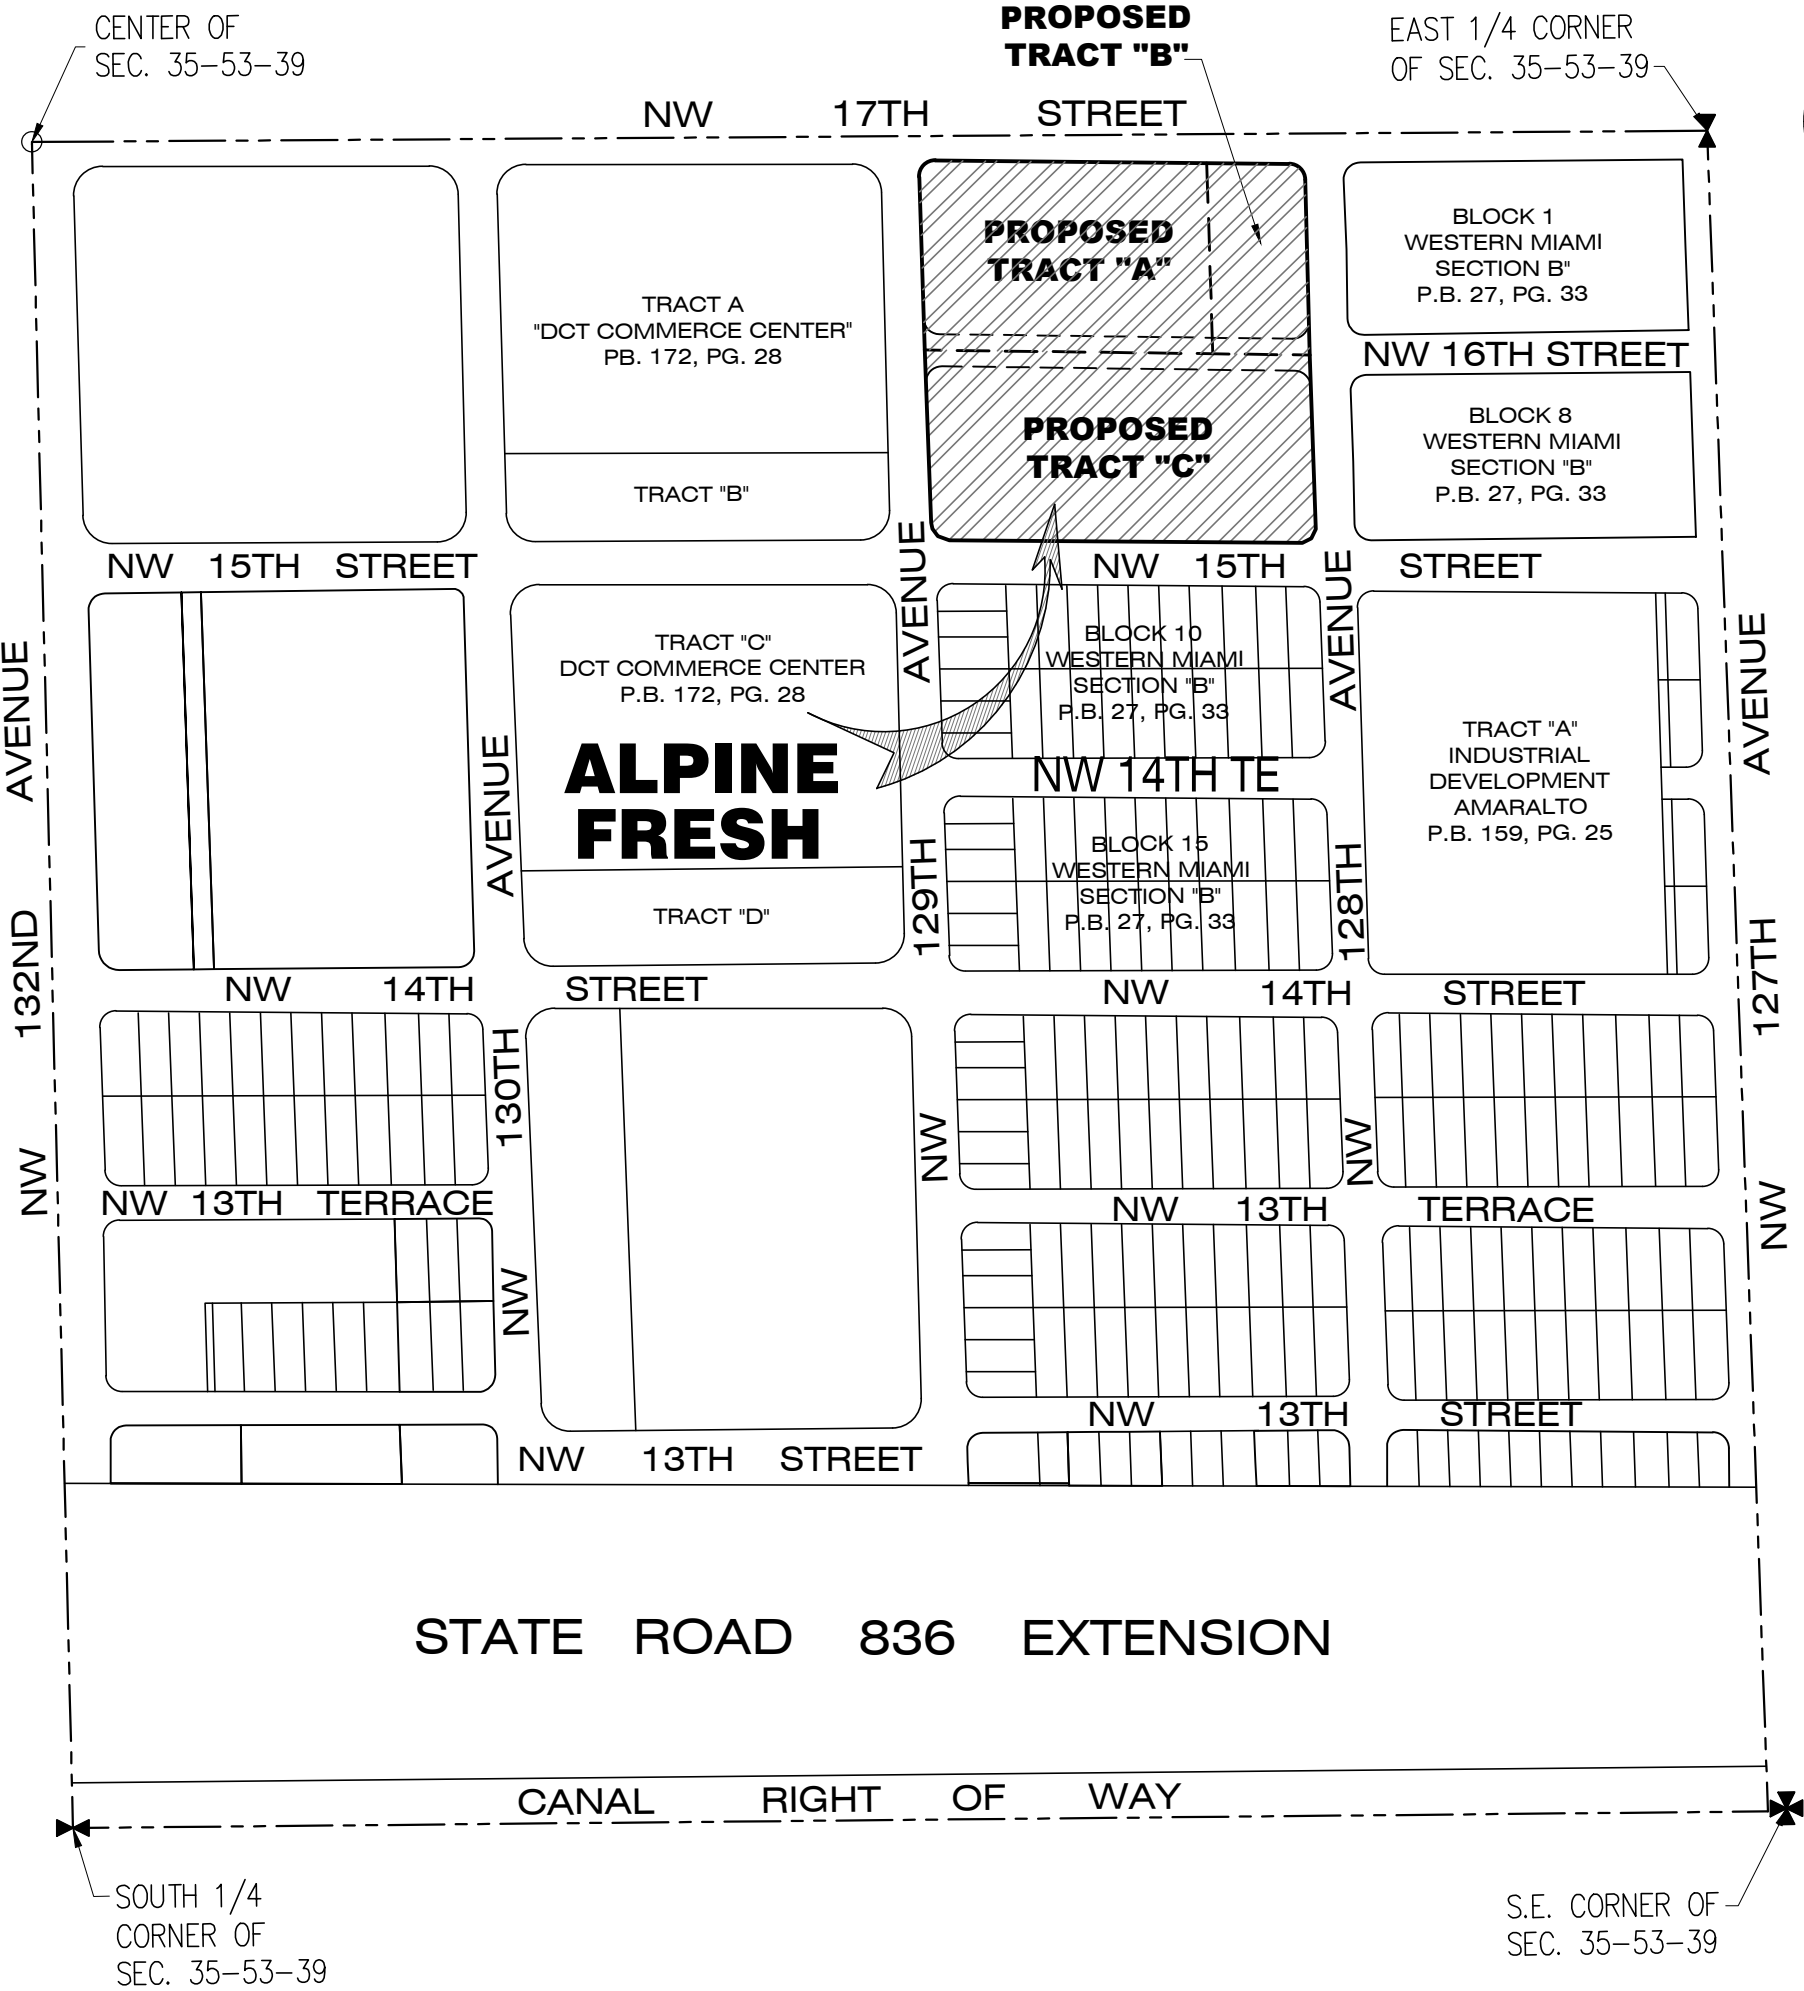 CENTER OF
SEC. 35-53-39
PROPOSED
TRACT "B"
EAST 1/4 CORNER
OF SEC. 35-53-39
NW 17TH STREET
PROPOSED
TRACT "A"
BLOCK 1
WESTERN MIAMI
SECTION B"
P.B. 27, PG. 33
TRACT A
"DCT COMMERCE CENTER"
PB. 172, PG. 28
NW 16TH STREET
PROPOSED
TRACT "C"
BLOCK 8
WESTERN MIAMI
SECTION "B"
P.B. 27, PG. 33
TRACT "B"
NW 15TH STREET
NW 15TH STREET
TRACT "C"
DCT COMMERCE CENTER
P.B. 172, PG. 28
BLOCK 10
WESTERN MIAMI
SECTION "B"
P.B. 27, PG. 33
ALPINE
FRESH
NW 14TH TE
TRACT "A"
INDUSTRIAL
DEVELOPMENT
AMARALTO
P.B. 159, PG. 25
BLOCK 15
WESTERN MIAMI
SECTION "B"
P.B. 27, PG. 33
TRACT "D"
NW 132ND AVENUE
NW 130TH AVENUE
NW 129TH AVENUE
NW 128TH AVENUE
NW 127TH AVENUE
NW 14TH STREET
NW 14TH STREET
NW 13TH TERRACE
NW 13TH TERRACE
NW 13TH STREET
NW 13TH STREET
STATE ROAD 836 EXTENSION
CANAL RIGHT OF WAY
SOUTH 1/4
CORNER OF
SEC. 35-53-39
S.E. CORNER OF
SEC. 35-53-39